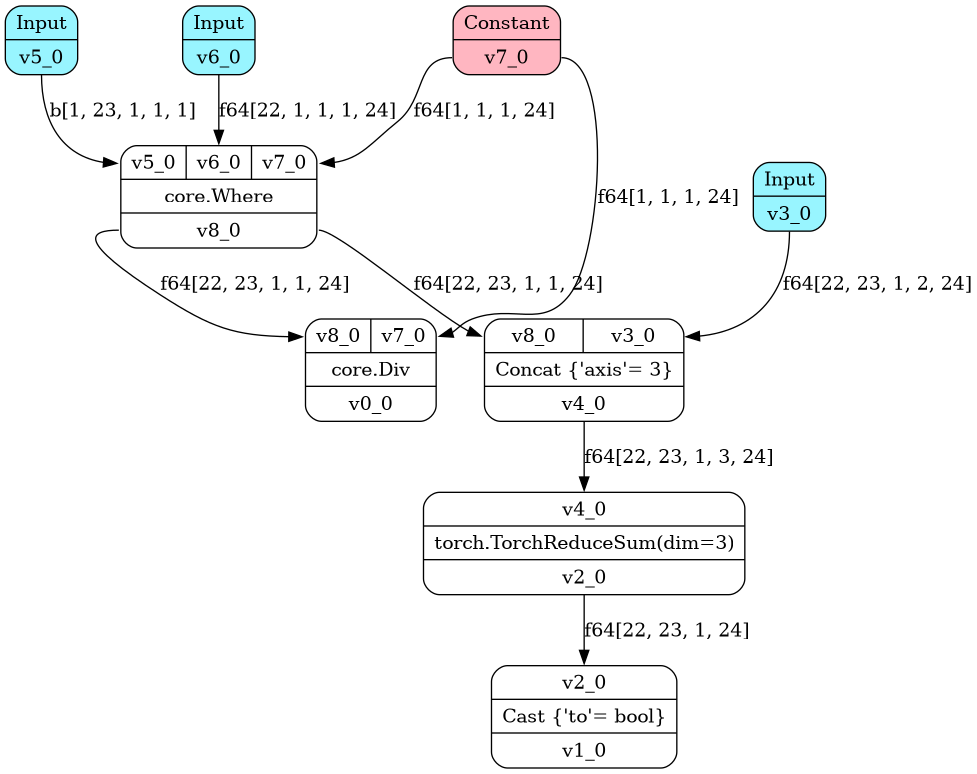 Input
v5_0
Input
v6_0
Constant
v7_0
b[1, 23, 1, 1, 1]
f64[22, 1, 1, 1, 24]
f64[1, 1, 1, 24]
v5_0 v6_0 v7_0
core.Where
v8_0
f64[1, 1, 1, 24]
Input
v3_0
f64[22, 23, 1, 1, 24]
f64[22, 23, 1, 1, 24]
f64[22, 23, 1, 2, 24]
v8_0 v7_0
core.Div
v0_0
v8_0 v3_0
Concat {'axis'= 3}
v4_0
f64[22, 23, 1, 3, 24]
v4_0
torch.TorchReduceSum(dim=3)
v2_0
f64[22, 23, 1, 24]
v2_0
Cast {'to'= bool}
v1_0